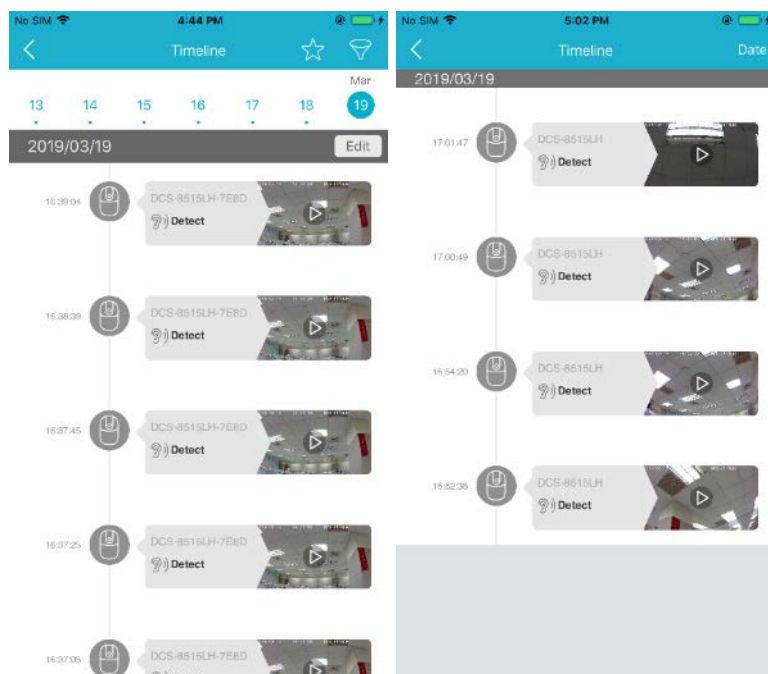 No SIM 4:44 PM
Timeline
Mar
13 14 15 16 17 18 19
2019/03/19 Edit
16:39:04 DCS-8515LH-7E8D
Detect
16:38:39 DCS-8515LH-7E8D
Detect
16:37:45 DCS-8515LH-7E8D
Detect
16:37:25 DCS-8515LH-7E8D
Detect
16:37:05 DCS-8515LH-7E8D
No SIM 5:02 PM
Timeline Date
2019/03/19
17:01:47 DCS-8515LH
Detect
17:00:49 DCS-8515LH
Detect
16:54:20 DCS-8515LH
Detect
16:52:38 DCS-8515LH
Detect